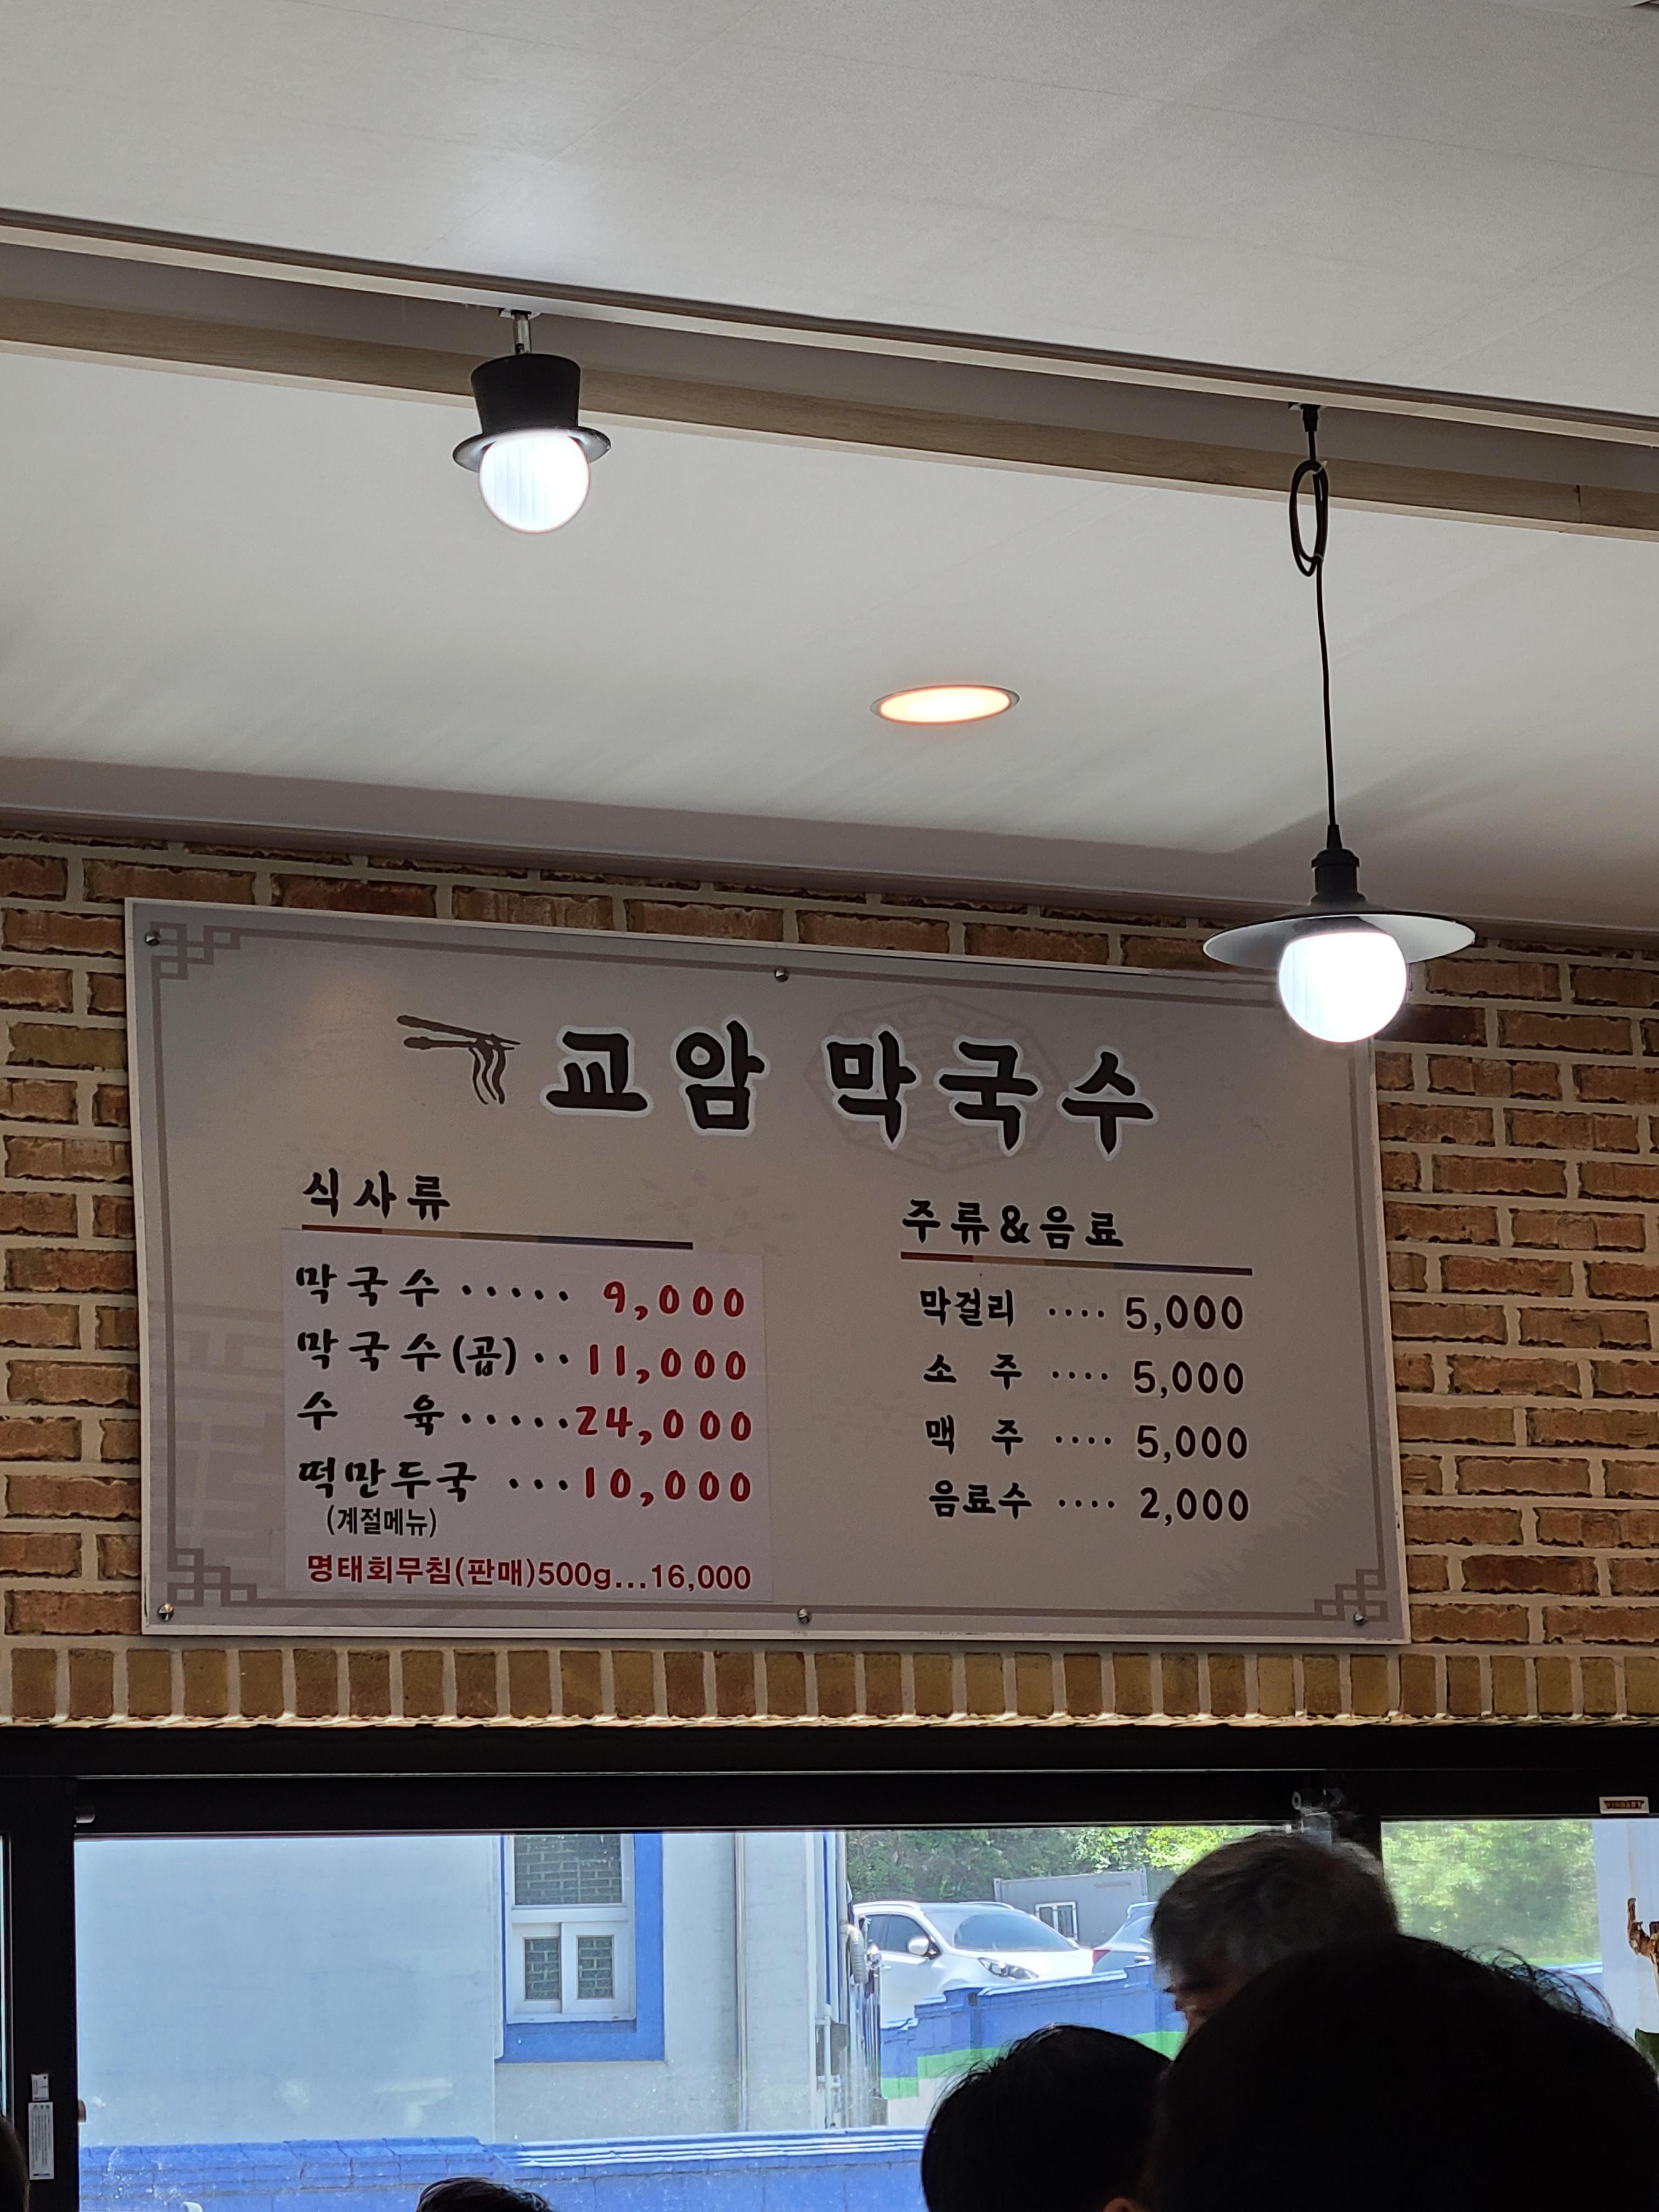 교암 막국수
식사류
막국수 ..... 9,000
막국수(곱) .. 11,000
수 육 ..... 24,000
떡만두국 ... 10,000
(계절메뉴)
명태회무침(판매)500g...16,000
주류&음료
막걸리 .... 5,000
소 주 .... 5,000
맥 주 .... 5,000
음료수 .... 2,000